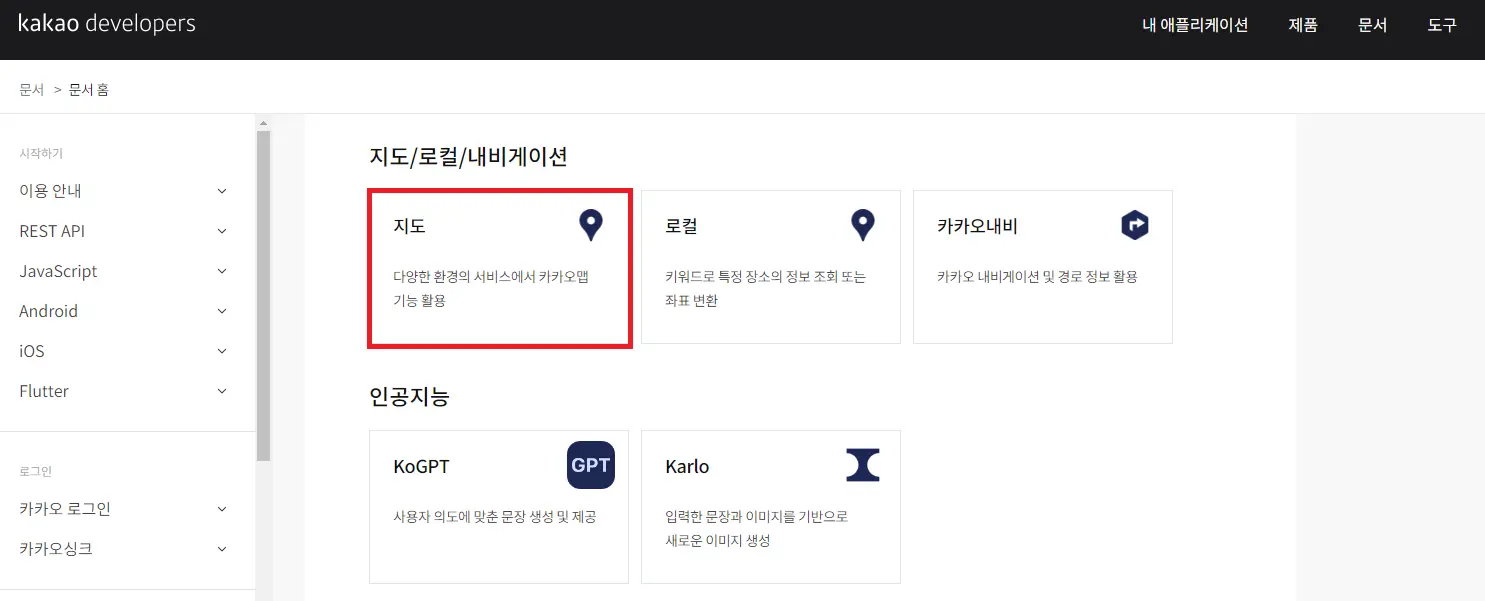 kakao developers
내 애플리케이션 제품 문서 도구
문서 > 문서 홈
시작하기
이용 안내
REST API
JavaScript
Android
iOS
Flutter
로그인
카카오 로그인
카카오싱크
지도/로컬/내비게이션
지도
다양한 환경의 서비스에서 카카오맵
기능 활용
로컬
키워드로 특정 장소의 정보 조회 또는
좌표 변환
카카오내비
카카오 내비게이션 및 경로 정보 활용
인공지능
KoGPT
GPT
사용자 의도에 맞춘 문장 생성 및 제공
Karlo
입력한 문장과 이미지를 기반으로
새로운 이미지 생성